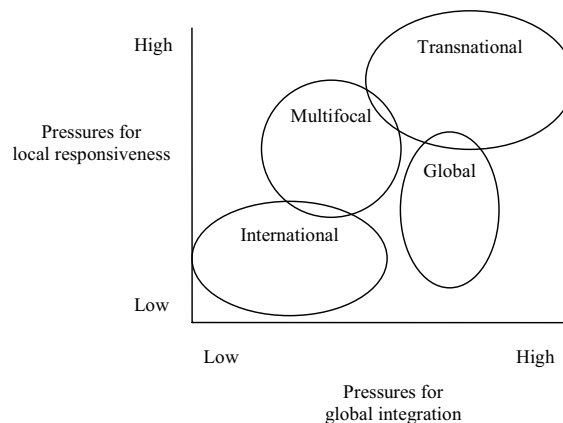 High
Transnational
Multifocal
Pressures for
local responsiveness
Global
International
Low
Low
High
Pressures for
global integration